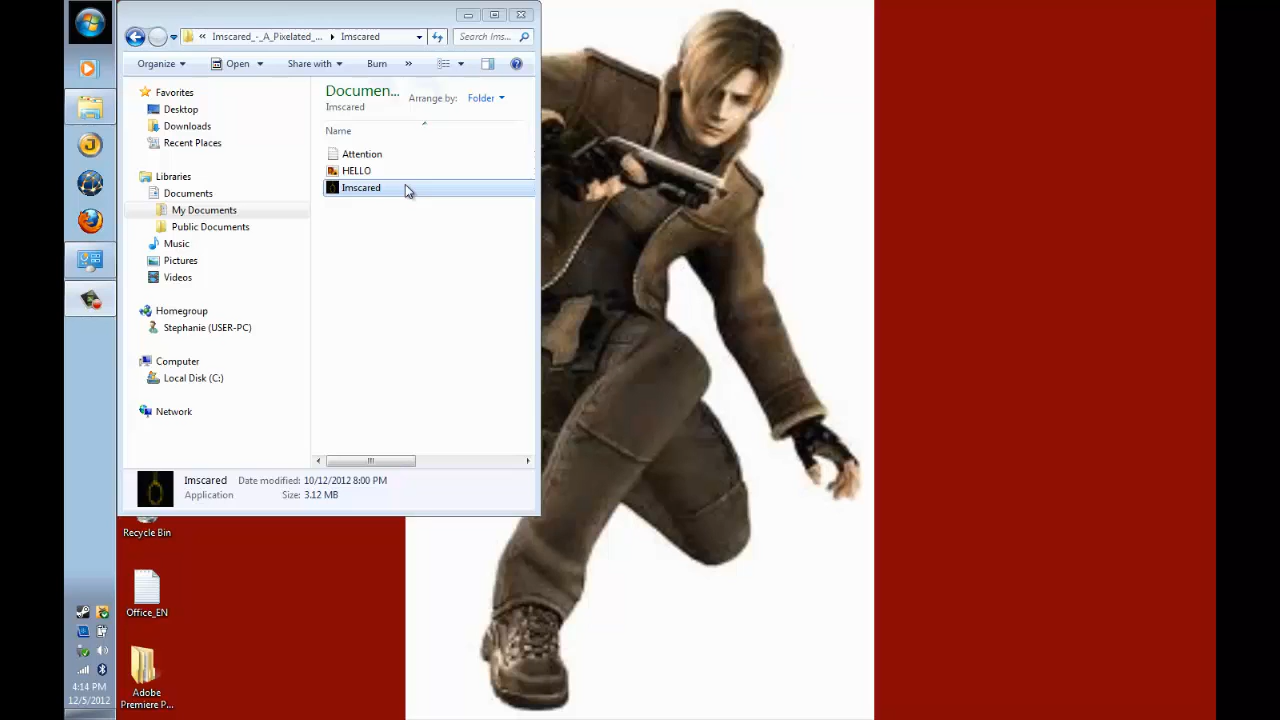 Imscared_-_A_Pixelated_... Imscared Search Ims...
Organize Open Share with Burn »
Favorites
Desktop
Downloads
Recent Places
Libraries
Documents
My Documents
Public Documents
Music
Pictures
Videos
Homegroup
Stephanie (USER-PC)
Computer
Local Disk (C:)
Network
Documen...
Imscared
Arrange by: Folder
Name
Attention
HELLO
Imscared
Imscared Date modified: 10/12/2012 8:00 PM
Application Size: 3.12 MB
Recycle Bin
Office_EN
Adobe
Premiere P...
4:14 PM
12/5/2012